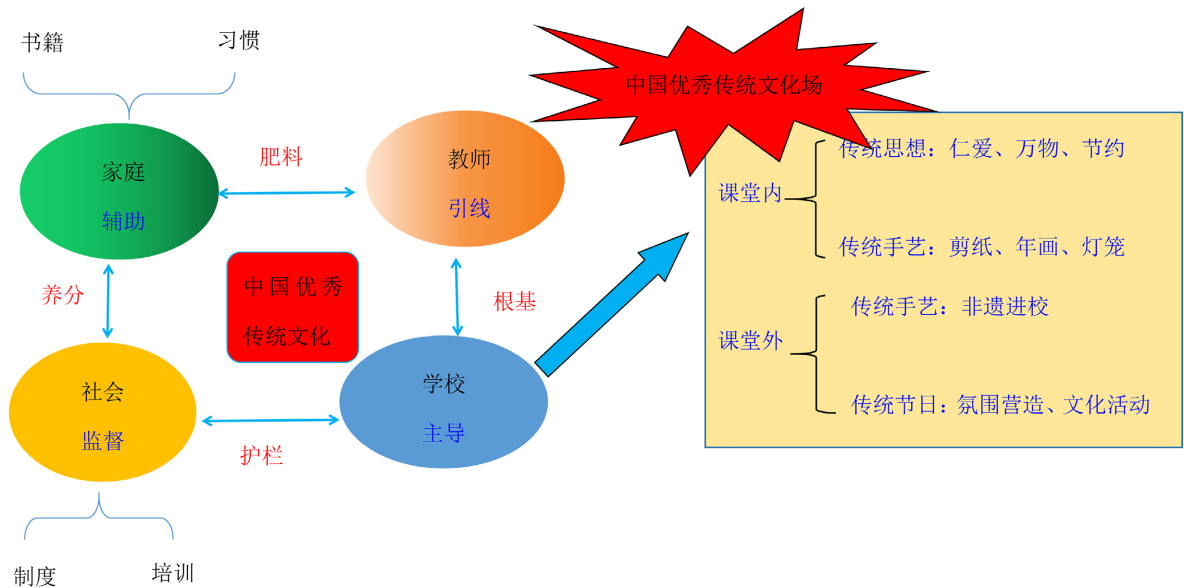 书籍
习惯
家庭
辅助
肥料
教师
引线
养分
中国优秀
传统文化
根基
社会
监督
护栏
学校
主导
制度
培训
中国优秀传统文化场
课堂内
传统思想：仁爱、万物、节约
传统手艺：剪纸、年画、灯笼
课堂外
传统手艺：非遗进校
传统节日：氛围营造、文化活动